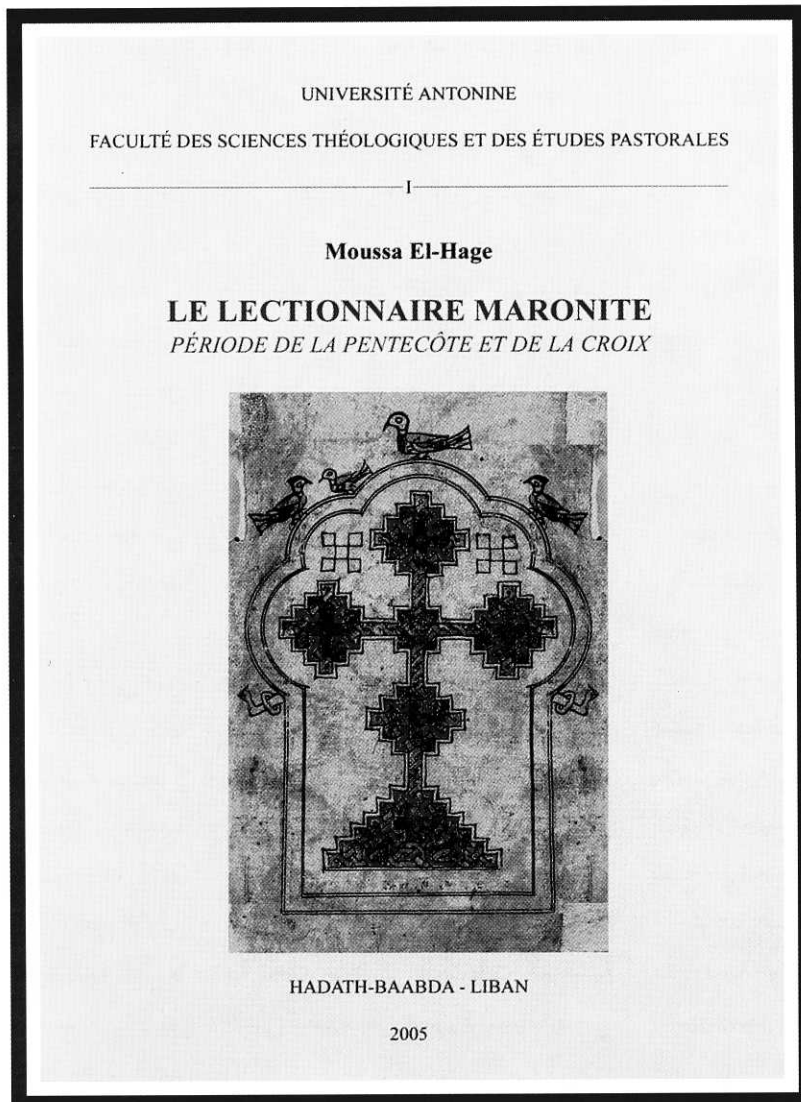 UNIVERSITÉ ANTONINE
FACULTÉ DES SCIENCES THÉOLOGIQUES ET DES ÉTUDES PASTORALES
I
Moussa El-Hage
LE LECTIONNAIRE MARONITE
PÉRIODE DE LA PENTECÔTE ET DE LA CROIX
HADATH-BAABDA - LIBAN
2005